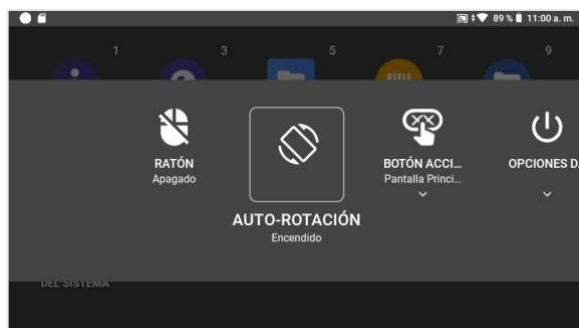 89 % 11:00 a. m.
1 3 5 7 9
RATÓN
Apagado
AUTO-ROTACIÓN
Encendido
BOTÓN ACCI...
Pantalla Princi...
OPCIONES D.
DEL SISTEMA